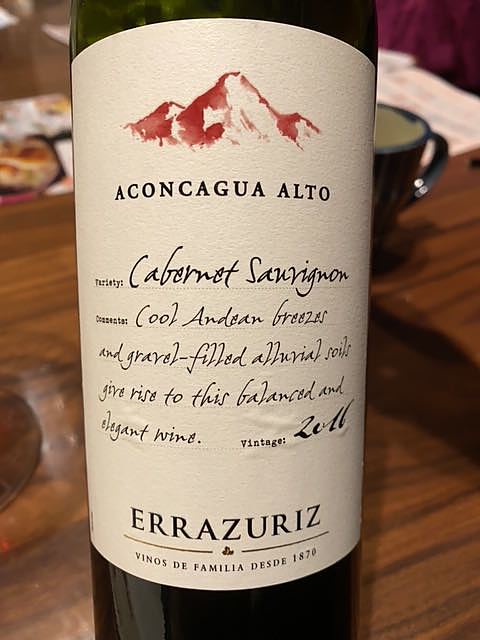 ACONCAGUA ALTO
Variety: Cabernet Sauvignon
Comments: Cool Andean breezes
and gravel-filled alluvial soils
give rise to this balanced and
elegant wine. Vintage: 2016
ERRAZURIZ
VINOS DE FAMILIA DESDE 1870